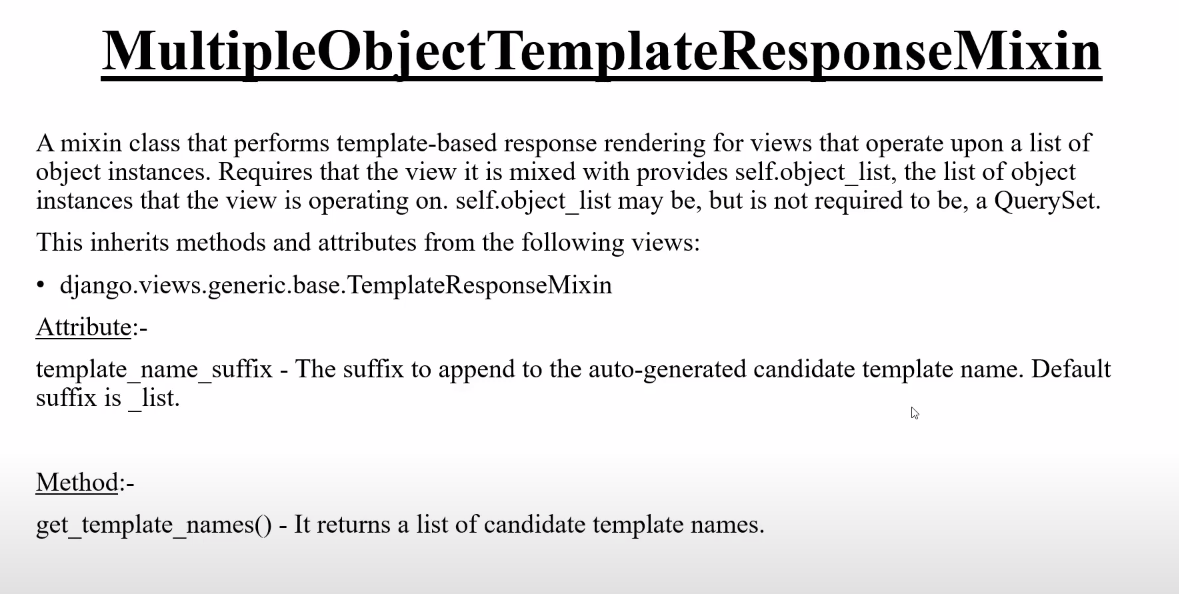 MultipleObjectTemplateResponseMixin
A mixin class that performs template-based response rendering for views that operate upon a list of
object instances. Requires that the view it is mixed with provides self.object_list, the list of object
instances that the view is operating on. self.object_list may be, but is not required to be, a QuerySet.
This inherits methods and attributes from the following views:
• django.views.generic.base.TemplateResponseMixin
Attribute:-
template_name_suffix - The suffix to append to the auto-generated candidate template name. Default
suffix is _list.
Method:-
get_template_names() - It returns a list of candidate template names.